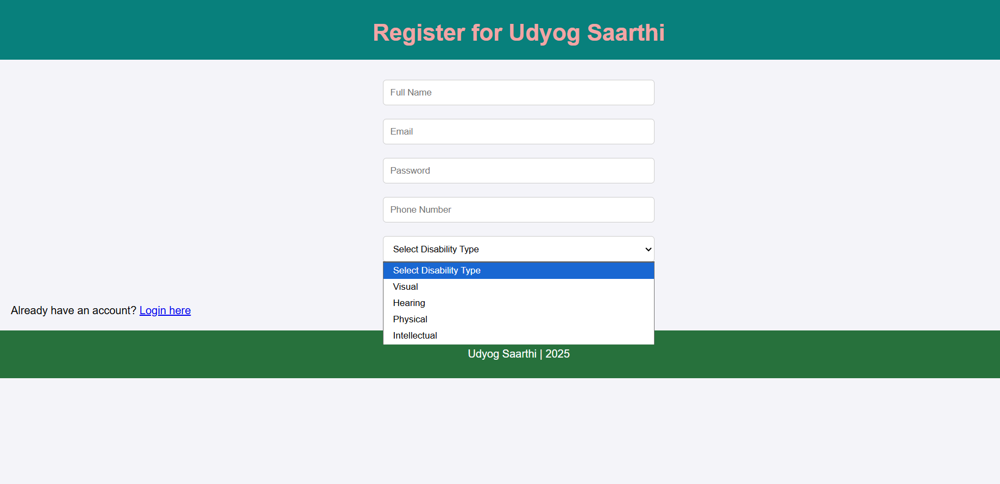 Register for Udyog Saarthi
Full Name
Email
Password
Phone Number
Select Disability Type
Select Disability Type
Visual
Hearing
Physical
Intellectual
Already have an account? Login here
Udyog Saarthi | 2025